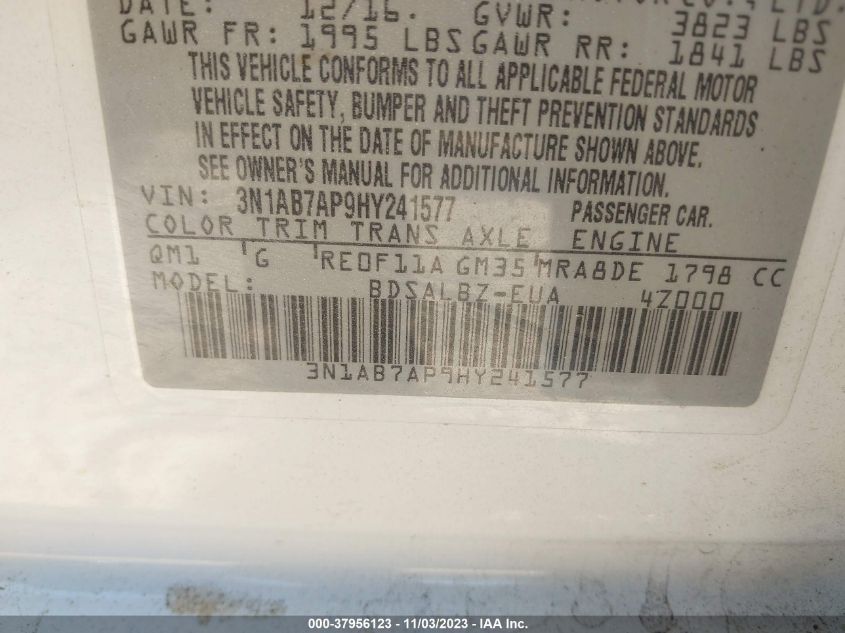 DATE: 12/16. GVWR: 3823 LBS
GAWR FR: 1995 LBS GAWR RR: 1841 LBS
THIS VEHICLE CONFORMS TO ALL APPLICABLE FEDERAL MOTOR
VEHICLE SAFETY, BUMPER AND THEFT PREVENTION STANDARDS
IN EFFECT ON THE DATE OF MANUFACTURE SHOWN ABOVE.
SEE OWNER'S MANUAL FOR ADDITIONAL INFORMATION.
VIN: 3N1AB7AP9HY241577 PASSENGER CAR.
COLOR TRIM TRANS AXLE ENGINE
QM1 G RE0F11A GM35 MRA8DE 1798 CC
MODEL: BDSALBZ-EUA 4Z000
3N1AB7AP9HY241577
000-37956123 - 11/03/2023 - IAA Inc.